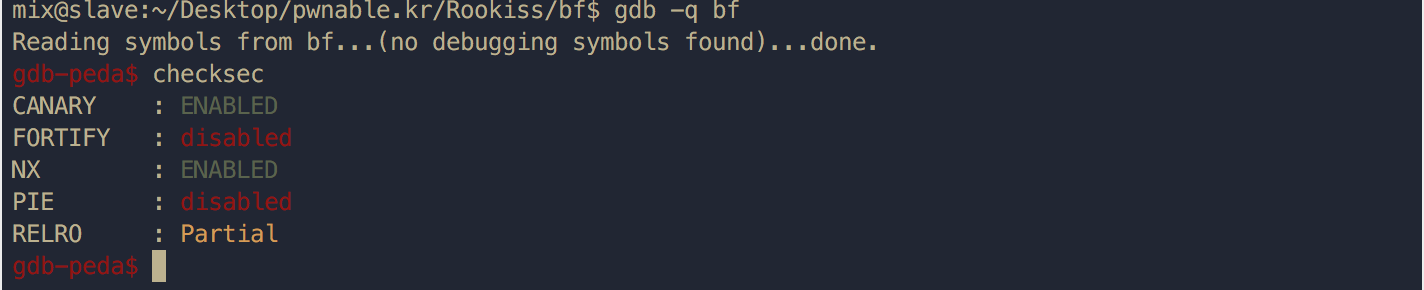 mix@slave:~/Desktop/pwnable.kr/Rookiss/bf$ gdb -q bf
Reading symbols from bf...(no debugging symbols found)...done.
gdb-peda$ checksec
CANARY    : ENABLED
FORTIFY   : disabled
NX        : ENABLED
PIE       : disabled
RELRO     : Partial
gdb-peda$